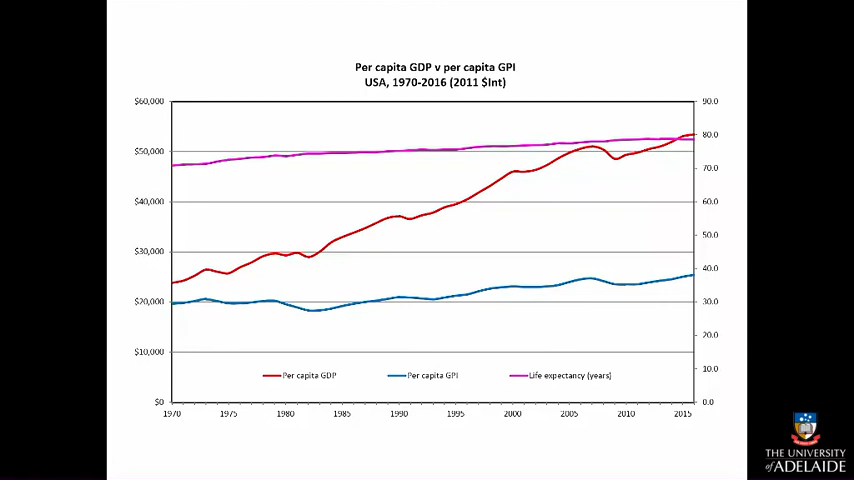 Per capita GDP v per capita GPI
USA, 1970-2016 (2011 $Int)
$60,000
$50,000
$40,000
$30,000
$20,000
$10,000
$0
90.0
80.0
70.0
60.0
50.0
40.0
30.0
20.0
10.0
0.0
Per capita GDP
Per capita GPI
Life expectancy (years)
1970 1975 1980 1985 1990 1995 2000 2005 2010 2015
THE UNIVERSITY
of ADELAIDE